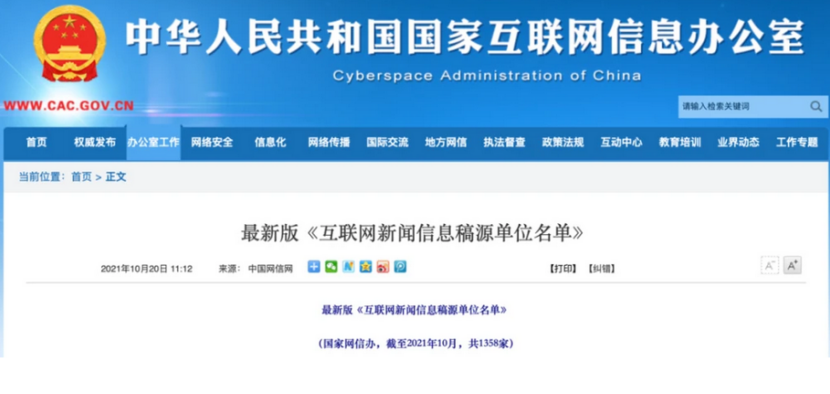 中华人民共和国国家互联网信息办公室
Cyberspace Administration of China
WWW.CAC.GOV.CN
请输入检索关键词
首页 权威发布 办公室工作 网络安全 信息化 网络传播 国际交流 地方网信 执法督查 政策法规 互动中心 教育培训 业界动态 工作专题
当前位置： 首页 > 正文
最新版《互联网新闻信息稿源单位名单》
2021年10月20日 11:12 来源： 中国网信网 【打印】 【纠错】 A- A+
最新版《互联网新闻信息稿源单位名单》
（国家网信办，截至2021年10月，共1358家）